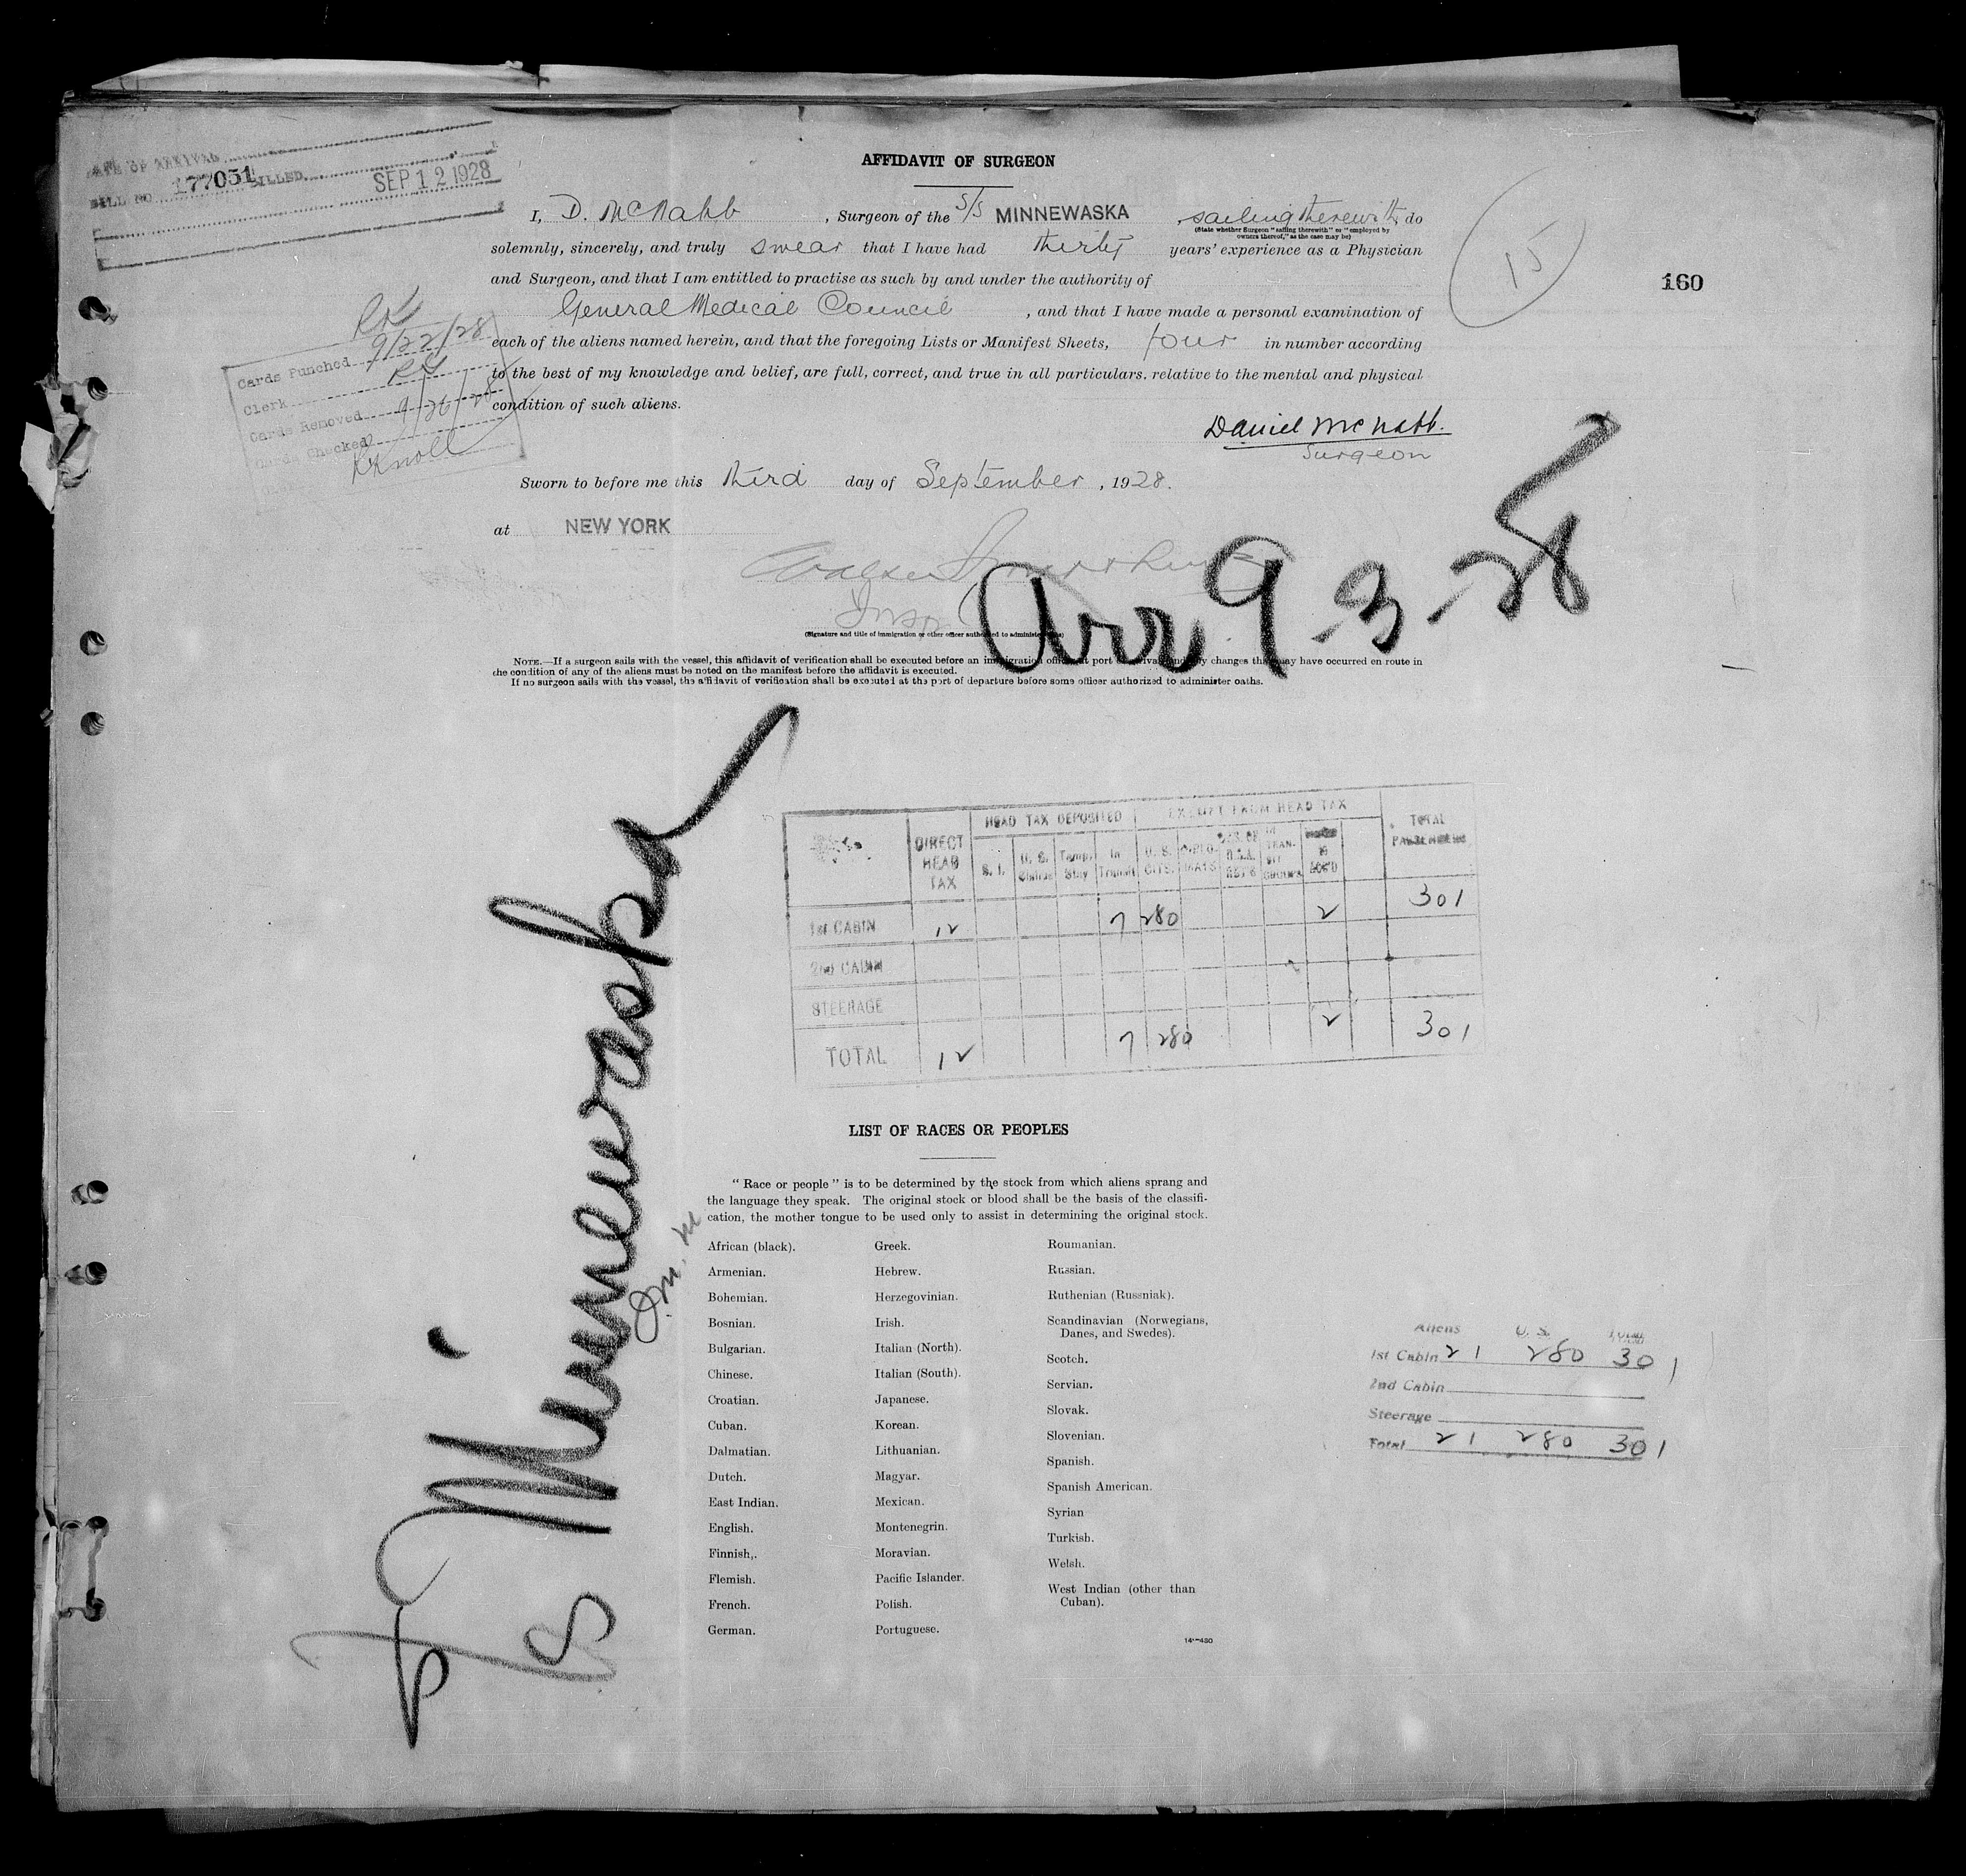 DATE OF ARRIVAL
BILL NO. 177051 BILLED SEP 12 1928
AFFIDAVIT OF SURGEON
I, D. McNabb, Surgeon of the S/S MINNEWASKA, sailing therewith, do
(State whether Surgeon "sailing therewith" or "employed by
owners thereof," as the case may be)
solemnly, sincerely, and truly swear that I have had thirty years' experience as a Physician
and Surgeon, and that I am entitled to practise as such by and under the authority of
General Medical Council, and that I have made a personal examination of
each of the aliens named herein, and that the foregoing Lists or Manifest Sheets, four in number according
to the best of my knowledge and belief, are full, correct, and true in all particulars. relative to the mental and physical
condition of such aliens.
15
160
Cards Punched 9/22/28
Clerk RK
Cards Removed 9/26/28
Cards Checked
R Knoll
Daniel McNabb.
Surgeon
Sworn to before me this third day of September, 1928.
at NEW YORK
Insp
Arr 9-3-28
(Signature and title of immigration or other officer authorized to administer
NOTE.—If a surgeon sails with the vessel, this affidavit of verification shall be executed before an immigration officer at port of arrival and any changes that may have occurred en route in
the condition of any of the aliens must be noted on the manifest before the affidavit is executed.
If no surgeon sails with the vessel, the affidavit of verification shall be executed at the port of departure before some officer authorized to administer oaths.
SS Minnewaska
HEAD TAX DEPOSITED EXEMPT FROM HEAD TAX
DIRECT HEAD TAX S. I. U. S. Temp. Stay In Transit U. S. CITS. DIPLOMATS TOTAL PASSENGERS
1st CABIN 12 7 280 2 301
2nd CABIN
STEERAGE
TOTAL 12 7 280 2 301
LIST OF RACES OR PEOPLES
"Race or people" is to be determined by the stock from which aliens sprang and
the language they speak. The original stock or blood shall be the basis of the classifi-
cation, the mother tongue to be used only to assist in determining the original stock.
African (black).
Armenian.
Bohemian.
Bosnian.
Bulgarian.
Chinese.
Croatian.
Cuban.
Dalmatian.
Dutch.
East Indian.
English.
Finnish,.
Flemish.
French.
German.
Greek.
Hebrew.
Herzegovinian.
Irish.
Italian (North).
Italian (South).
Japanese.
Korean.
Lithuanian.
Magyar.
Mexican.
Montenegrin.
Moravian.
Pacific Islander.
Polish.
Portuguese.
Roumanian.
Russian.
Ruthenian (Russniak).
Scandinavian (Norwegians,
Danes, and Swedes).
Scotch.
Servian.
Slovak.
Slovenian.
Spanish.
Spanish American.
Syrian
Turkish.
Welsh.
West Indian (other than
Cuban).
14—480
Aliens U. S. Total
1st Cabin 21 280 301
2nd Cabin
Steerage
Total 21 280 301